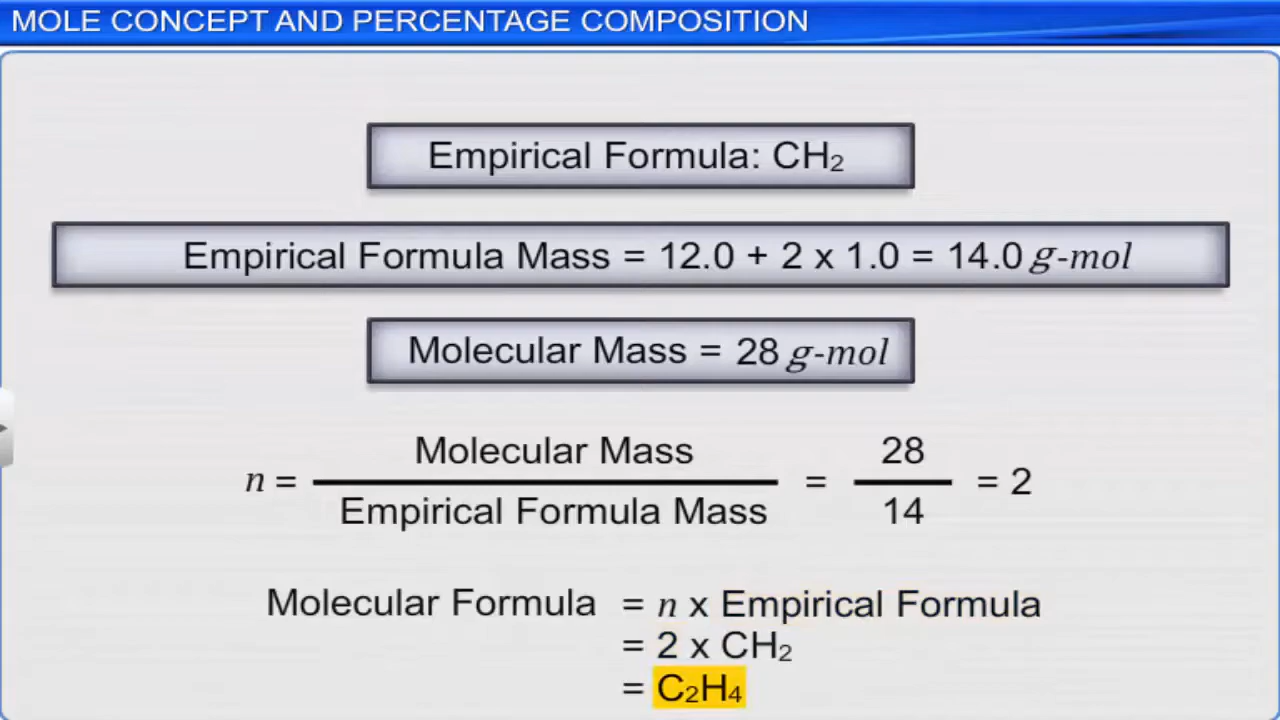 MOLE CONCEPT AND PERCENTAGE COMPOSITION
Empirical Formula: CH₂
Empirical Formula Mass = 12.0 + 2 x 1.0 = 14.0 g-mol
Molecular Mass = 28 g-mol
n = Molecular Mass / Empirical Formula Mass = 28 / 14 = 2
Molecular Formula = n x Empirical Formula
= 2 x CH₂
= C₂H₄